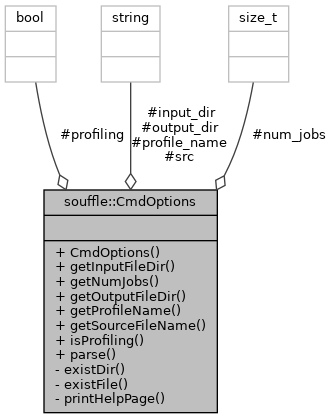 bool
string
size_t
#profiling
#input_dir
#output_dir
#profile_name
#src
#num_jobs
souffle::CmdOptions
+ CmdOptions()
+ getInputFileDir()
+ getNumJobs()
+ getOutputFileDir()
+ getProfileName()
+ getSourceFileName()
+ isProfiling()
+ parse()
- existDir()
- existFile()
- printHelpPage()